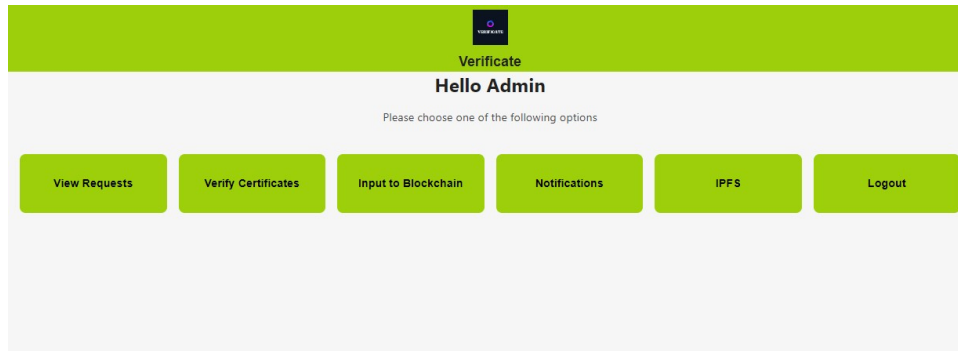 VERIFICATE
Verificate
Hello Admin
Please choose one of the following options
View Requests
Verify Certificates
Input to Blockchain
Notifications
IPFS
Logout